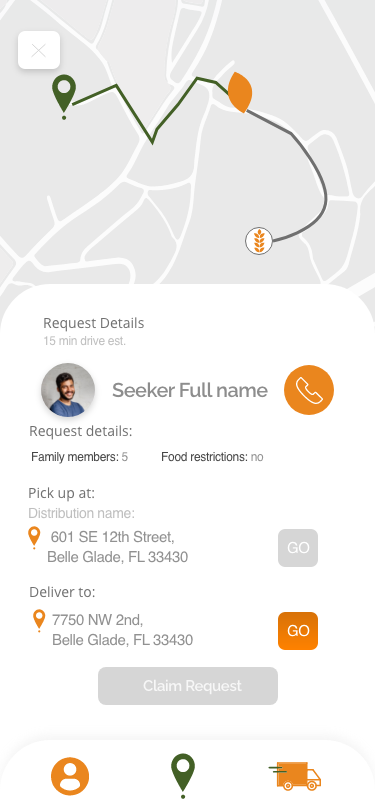 Request Details
15 min drive est.
Seeker Full name
Request details:
Family members: 5 Food restrictions: no
Pick up at:
Distribution name:
601 SE 12th Street,
Belle Glade, FL 33430
GO
Deliver to:
7750 NW 2nd,
Belle Glade, FL 33430
GO
Claim Request